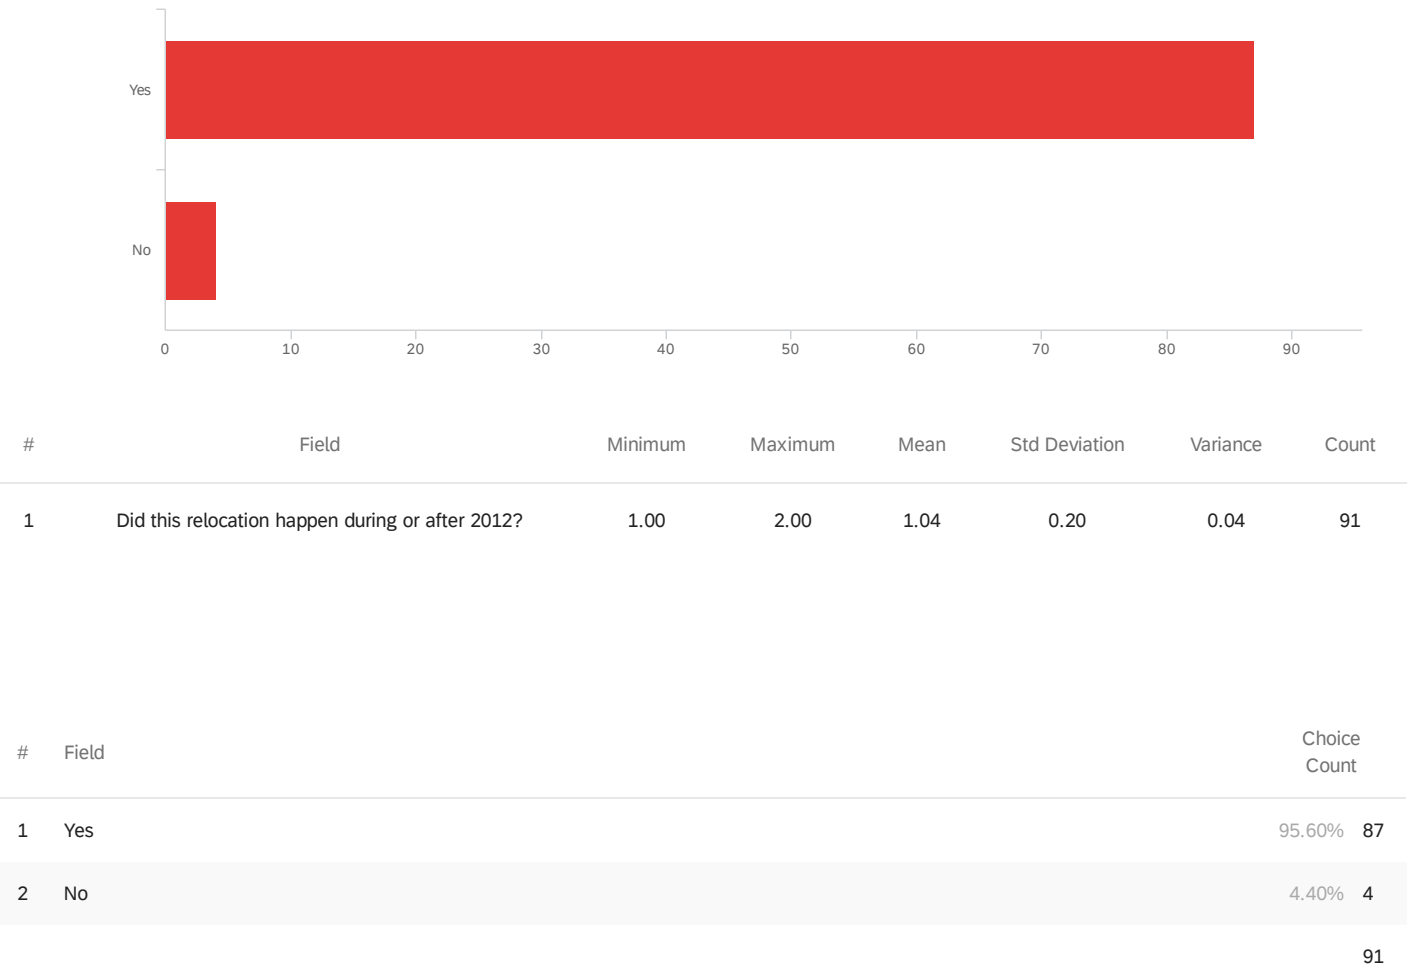 Yes
No
0 10 20 30 40 50 60 70 80 90
# Field Minimum Maximum Mean Std Deviation Variance Count
1 Did this relocation happen during or after 2012? 1.00 2.00 1.04 0.20 0.04 91
# Field Choice
Count
1 Yes 95.60% 87
2 No 4.40% 4
91